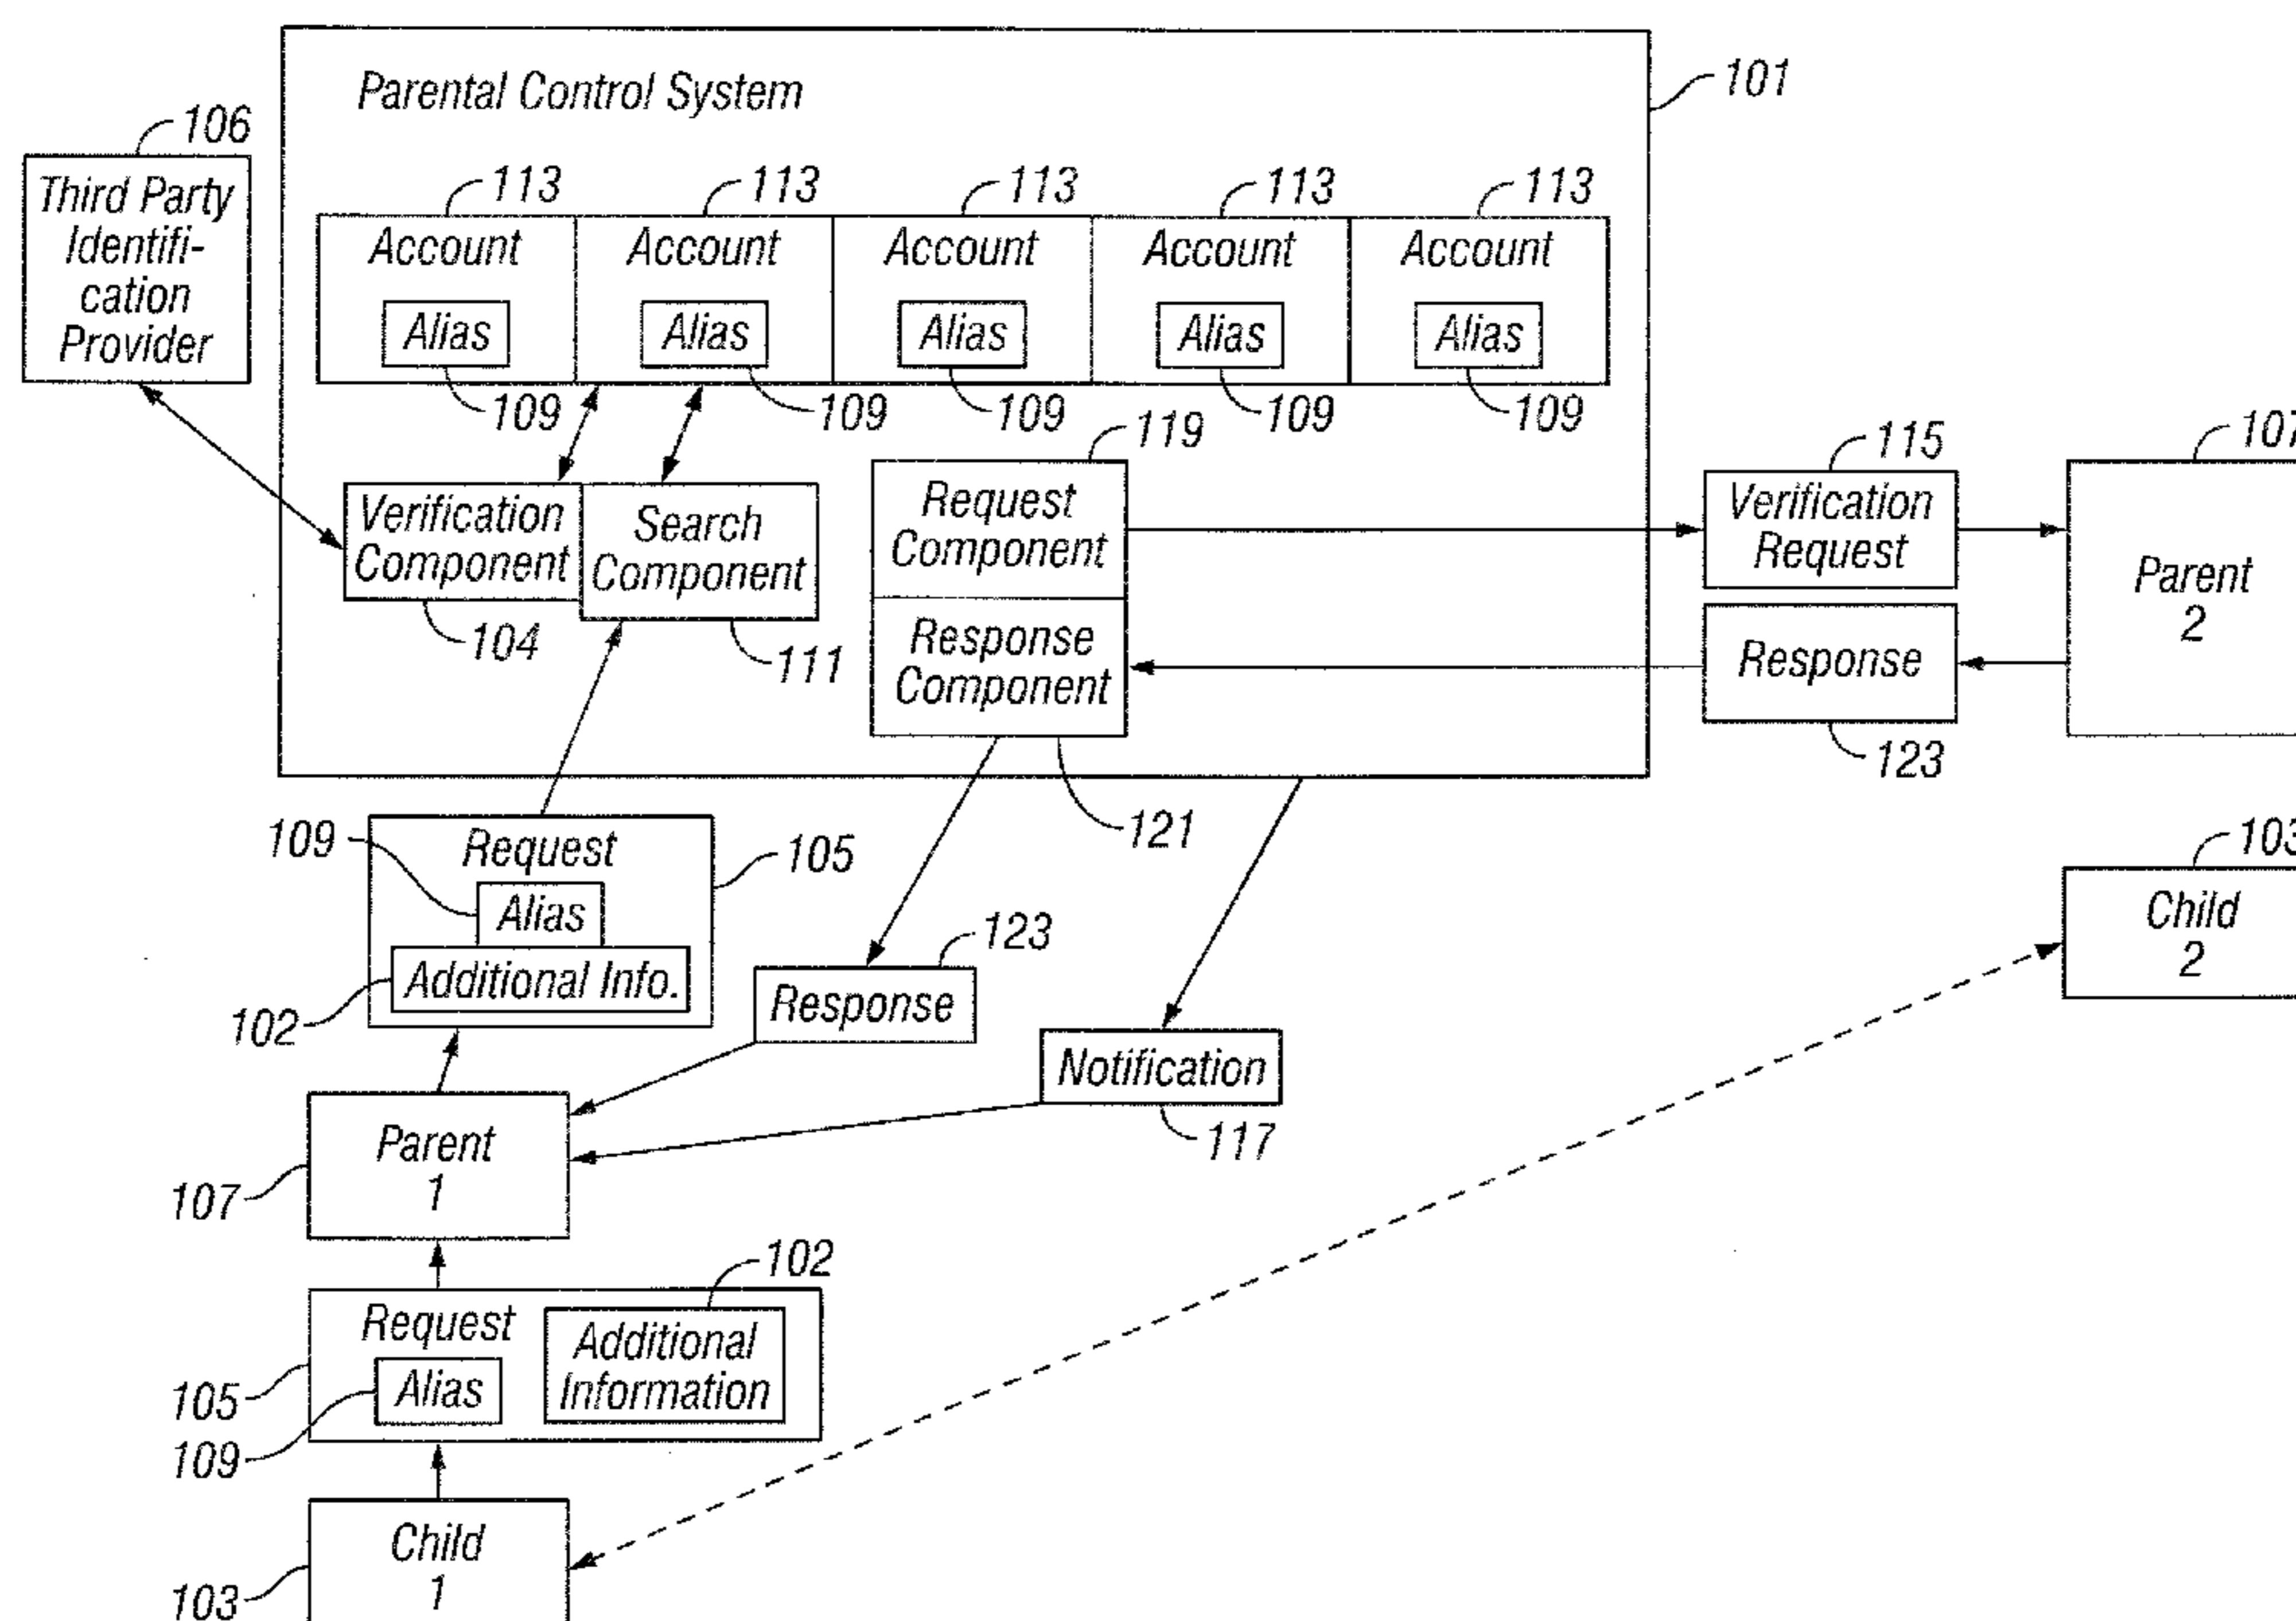 Parental Control System
101
106
Third Party
Identifi-
cation
Provider
113
113
113
113
113
Account
Account
Account
Account
Account
Alias
Alias
Alias
Alias
Alias
109
109
109
109
109
119
115
107
Verification
Component
Search
Component
Request
Component
Verification
Request
Parent
2
104
111
Response
Component
Response
123
121
109
Request
105
Alias
Additional Info.
102
123
Response
103
Child
2
Notification
117
Parent
1
107
102
Request
Additional
Information
Alias
105
109
Child
1
103